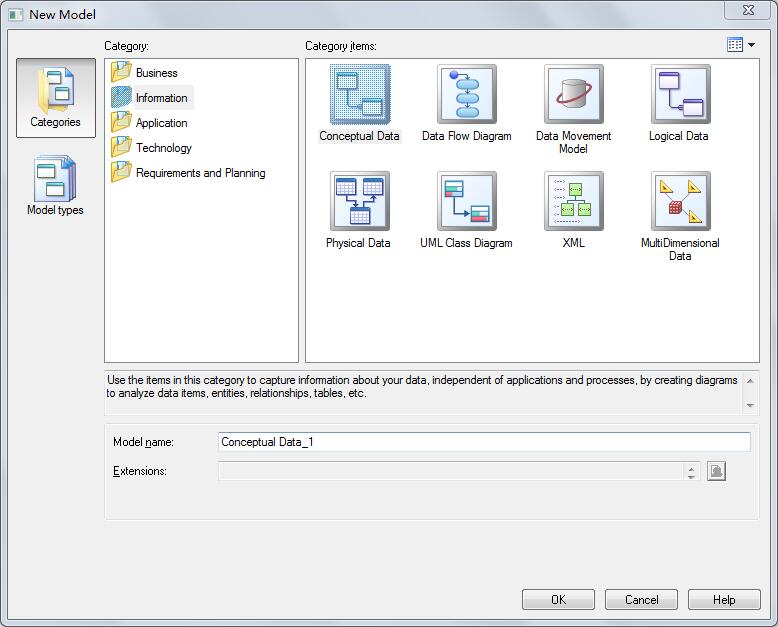 New Model
Category:
Category items:
Categories
Model types
Business
Information
Application
Technology
Requirements and Planning
Conceptual Data
Data Flow Diagram
Data Movement
Model
Logical Data
Physical Data
UML Class Diagram
XML
MultiDimensional
Data
Use the items in this category to capture information about your data, independent of applications and processes, by creating diagrams
to analyze data items, entities, relationships, tables, etc.
Model name:
Conceptual Data_1
Extensions:
OK
Cancel
Help